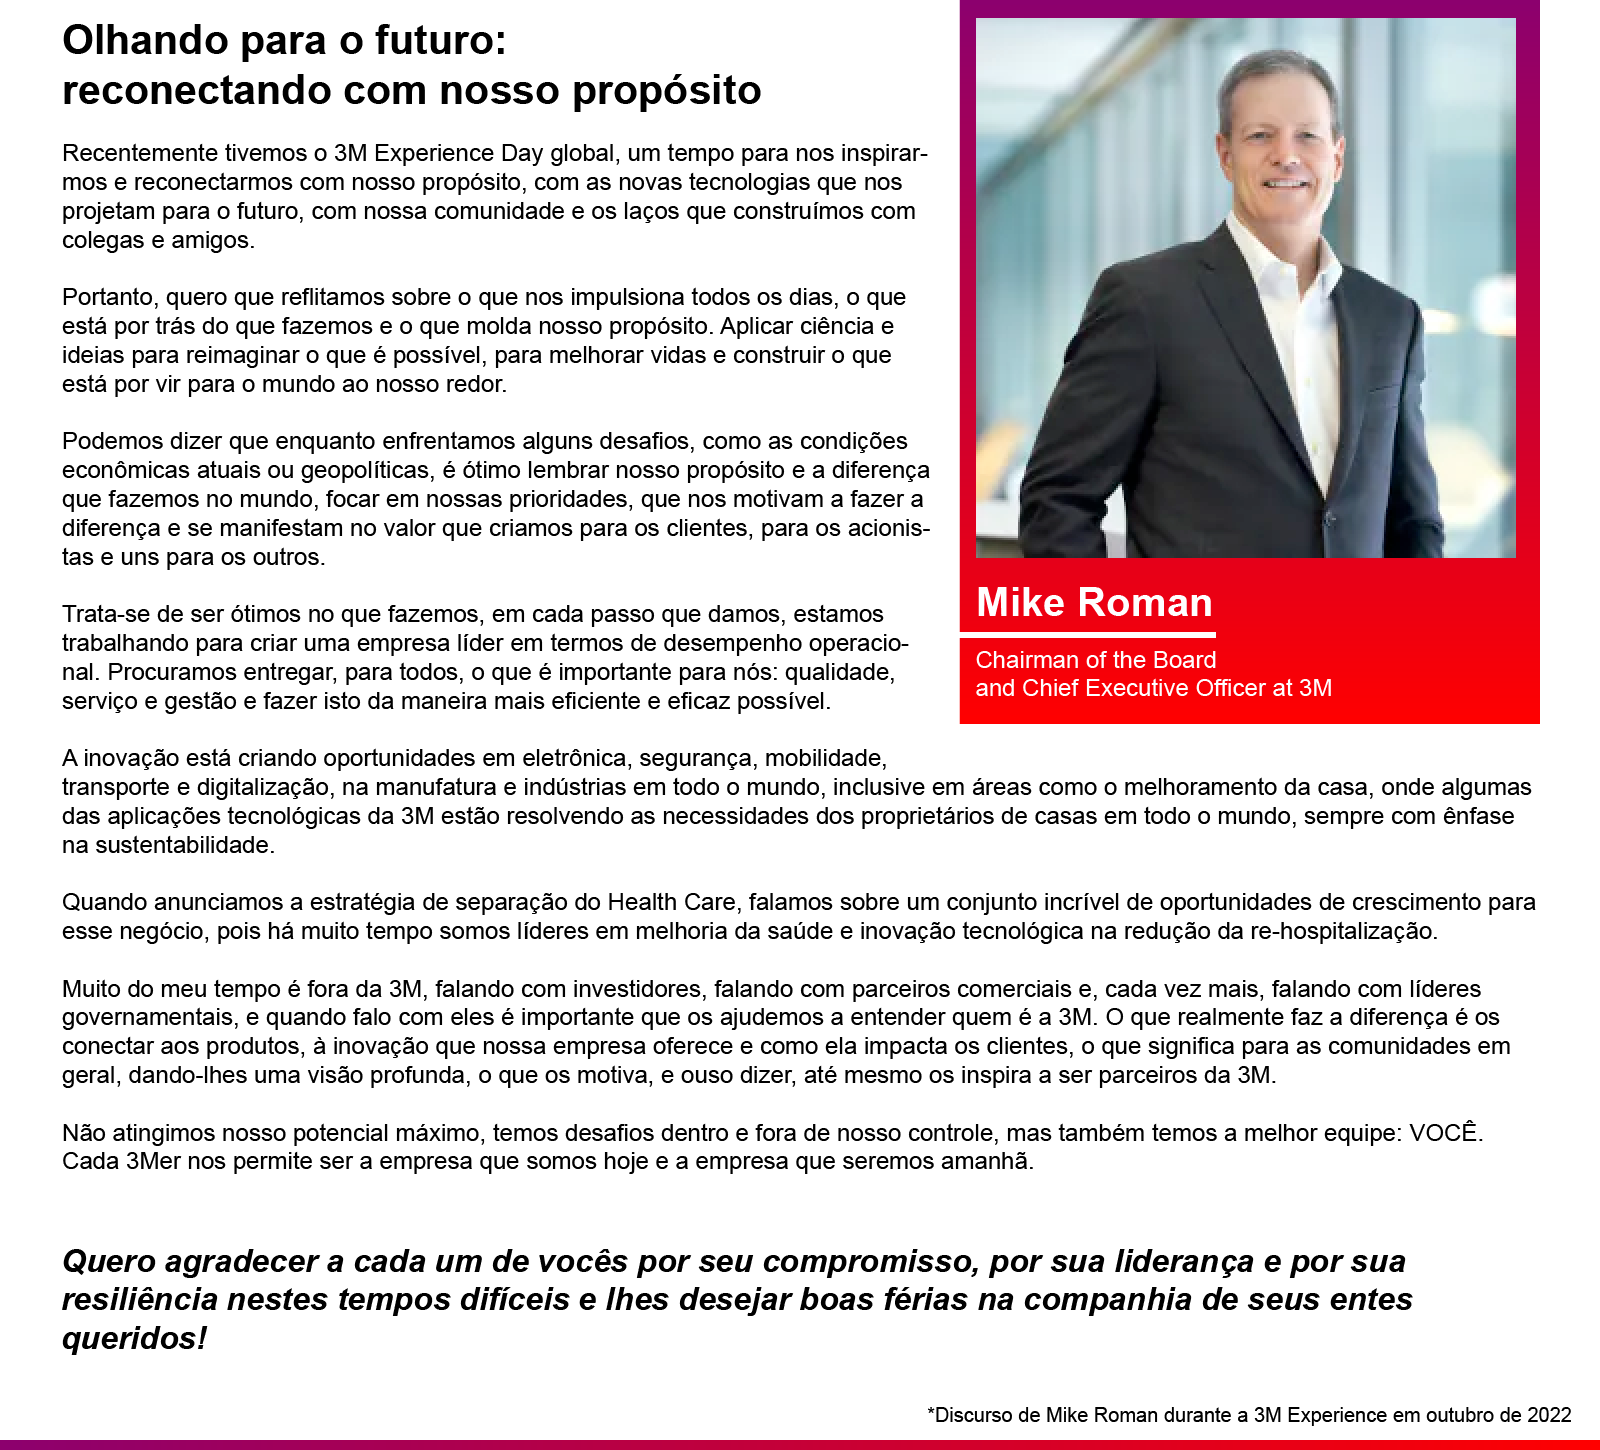 Olhando para o futuro:
reconectando com nosso propósito
Recentemente tivemos o 3M Experience Day global, um tempo para nos inspirar-
mos e reconectarmos com nosso propósito, com as novas tecnologias que nos
projetam para o futuro, com nossa comunidade e os laços que construímos com
colegas e amigos.
Portanto, quero que reflitamos sobre o que nos impulsiona todos os dias, o que
está por trás do que fazemos e o que molda nosso propósito. Aplicar ciência e
ideias para reimaginar o que é possível, para melhorar vidas e construir o que
está por vir para o mundo ao nosso redor.
Podemos dizer que enquanto enfrentamos alguns desafios, como as condições
econômicas atuais ou geopolíticas, é ótimo lembrar nosso propósito e a diferença
que fazemos no mundo, focar em nossas prioridades, que nos motivam a fazer a
diferença e se manifestam no valor que criamos para os clientes, para os acionis-
tas e uns para os outros.
Trata-se de ser ótimos no que fazemos, em cada passo que damos, estamos
trabalhando para criar uma empresa líder em termos de desempenho operacio-
nal. Procuramos entregar, para todos, o que é importante para nós: qualidade,
serviço e gestão e fazer isto da maneira mais eficiente e eficaz possível.
Mike Roman
Chairman of the Board
and Chief Executive Officer at 3M
A inovação está criando oportunidades em eletrônica, segurança, mobilidade,
transporte e digitalização, na manufatura e indústrias em todo o mundo, inclusive em áreas como o melhoramento da casa, onde algumas
das aplicações tecnológicas da 3M estão resolvendo as necessidades dos proprietários de casas em todo o mundo, sempre com ênfase
na sustentabilidade.
Quando anunciamos a estratégia de separação do Health Care, falamos sobre um conjunto incrível de oportunidades de crescimento para
esse negócio, pois há muito tempo somos líderes em melhoria da saúde e inovação tecnológica na redução da re-hospitalização.
Muito do meu tempo é fora da 3M, falando com investidores, falando com parceiros comerciais e, cada vez mais, falando com líderes
governamentais, e quando falo com eles é importante que os ajudemos a entender quem é a 3M. O que realmente faz a diferença é os
conectar aos produtos, à inovação que nossa empresa oferece e como ela impacta os clientes, o que significa para as comunidades em
geral, dando-lhes uma visão profunda, o que os motiva, e ouso dizer, até mesmo os inspira a ser parceiros da 3M.
Não atingimos nosso potencial máximo, temos desafios dentro e fora de nosso controle, mas também temos a melhor equipe: VOCÊ.
Cada 3Mer nos permite ser a empresa que somos hoje e a empresa que seremos amanhã.
Quero agradecer a cada um de vocês por seu compromisso, por sua liderança e por sua
resiliência nestes tempos difíceis e lhes desejar boas férias na companhia de seus entes
queridos!
*Discurso de Mike Roman durante a 3M Experience em outubro de 2022